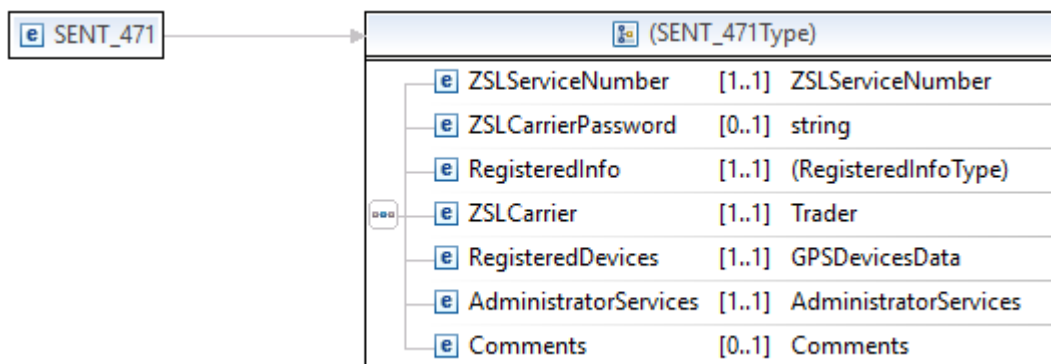 e SENT_471
(SENT_471Type)
e ZSLServiceNumber [1..1] ZSLServiceNumber
e ZSLCarrierPassword [0..1] string
e RegisteredInfo [1..1] (RegisteredInfoType)
e ZSLCarrier [1..1] Trader
e RegisteredDevices [1..1] GPSDevicesData
e AdministratorServices [1..1] AdministratorServices
e Comments [0..1] Comments